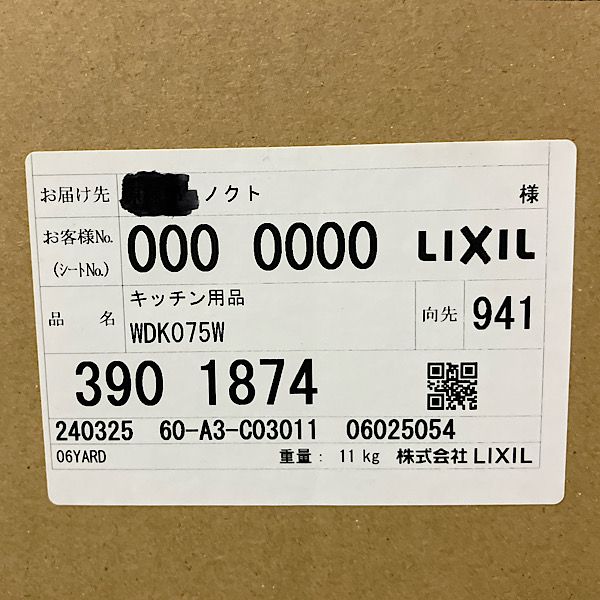 お届け先 ノクト 様
お客様No. 000 0000 LIXIL
(シートNo.)
品 名 キッチン用品 向先 941
WDK075W
390 1874
240325 60-A3-C03011 06025054
06YARD 重量: 11kg 株式会社 LIXIL